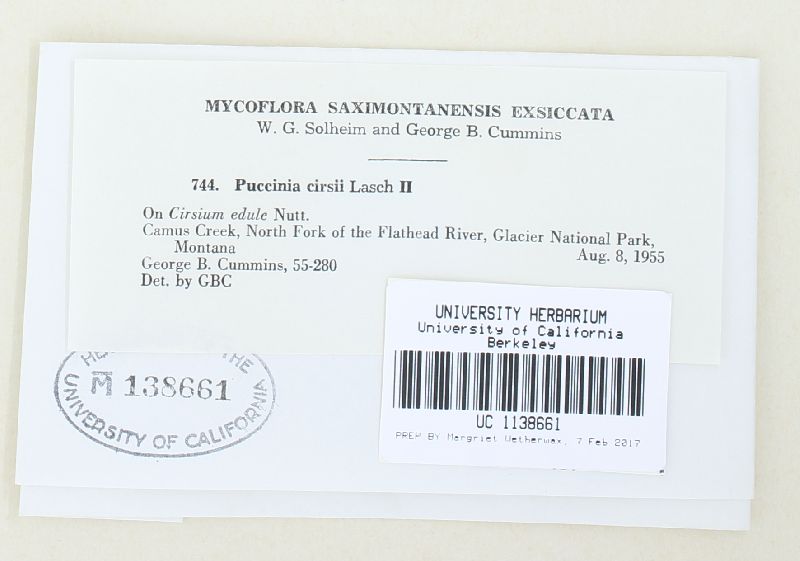 MYCOFLORA SAXIMONTANENSIS EXSICCATA
W. G. Solheim and George B. Cummins
744. Puccinia cirsii Lasch II
On Cirsium edule Nutt.
Camus Creek, North Fork of the Flathead River, Glacier National Park,
Montana Aug. 8, 1955
George B. Cummins, 55-280
Det. by GBC
UNIVERSITY HERBARIUM
University of California
Berkeley
UC 1138661
PREP BY Margriet Wetherwax, 7 Feb 2017
THE
M 138661
UNIVERSITY OF CALIFORNIA